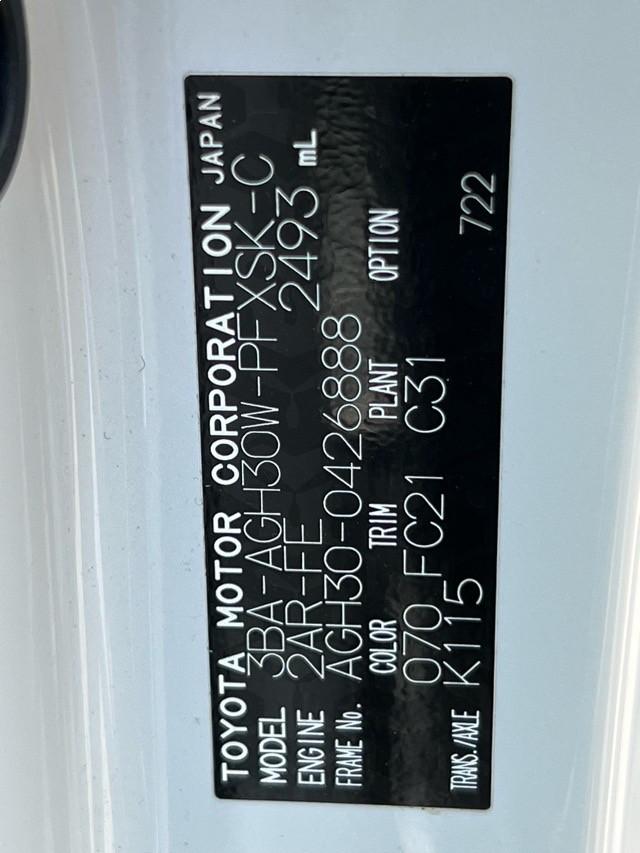 TOYOTA MOTOR CORPORATION JAPAN
MODEL 3BA-AGH30W-PFXSK-C
ENGINE 2AR-FE 2493 mL
FRAME No. AGH30-0426888
COLOR TRIM PLANT OPTION
070 FC21 C31
TRANS./AXLE K115 722